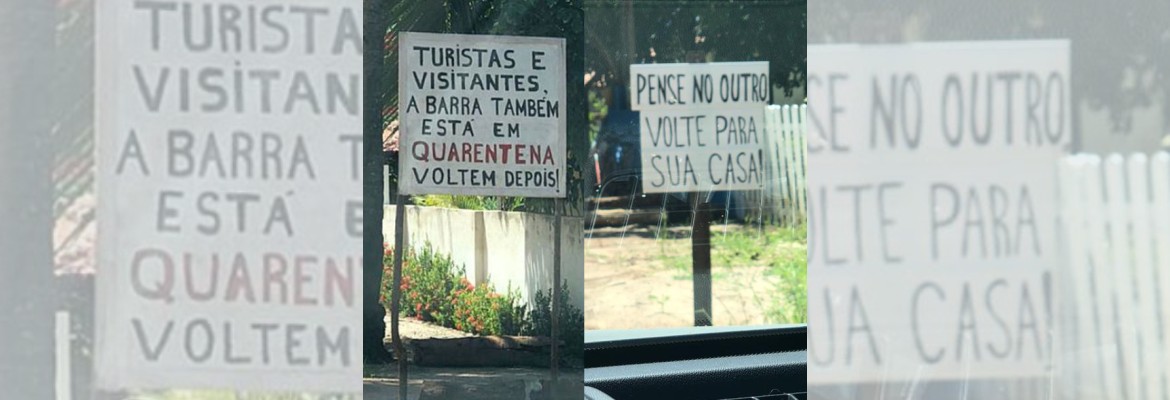 TURISTAS E
VISITANTES,
A BARRA TAMBÉM
ESTÁ EM
QUARENTENA
VOLTEM DEPOIS!
PENSE NO OUTRO
VOLTE PARA
SUA CASA!